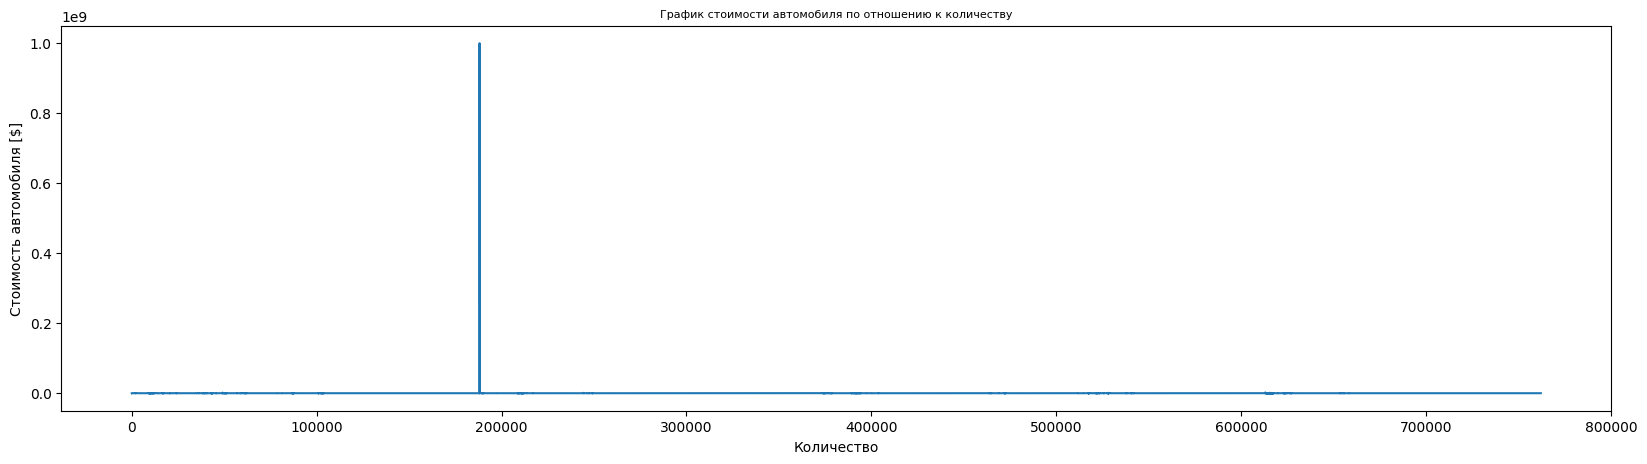 График стоимости автомобиля по отношению к количеству
1e9
1.0
0.8
0.6
0.4
0.2
0.0
Стоимость автомобиля [$]
0 100000 200000 300000 400000 500000 600000 700000 800000
Количество